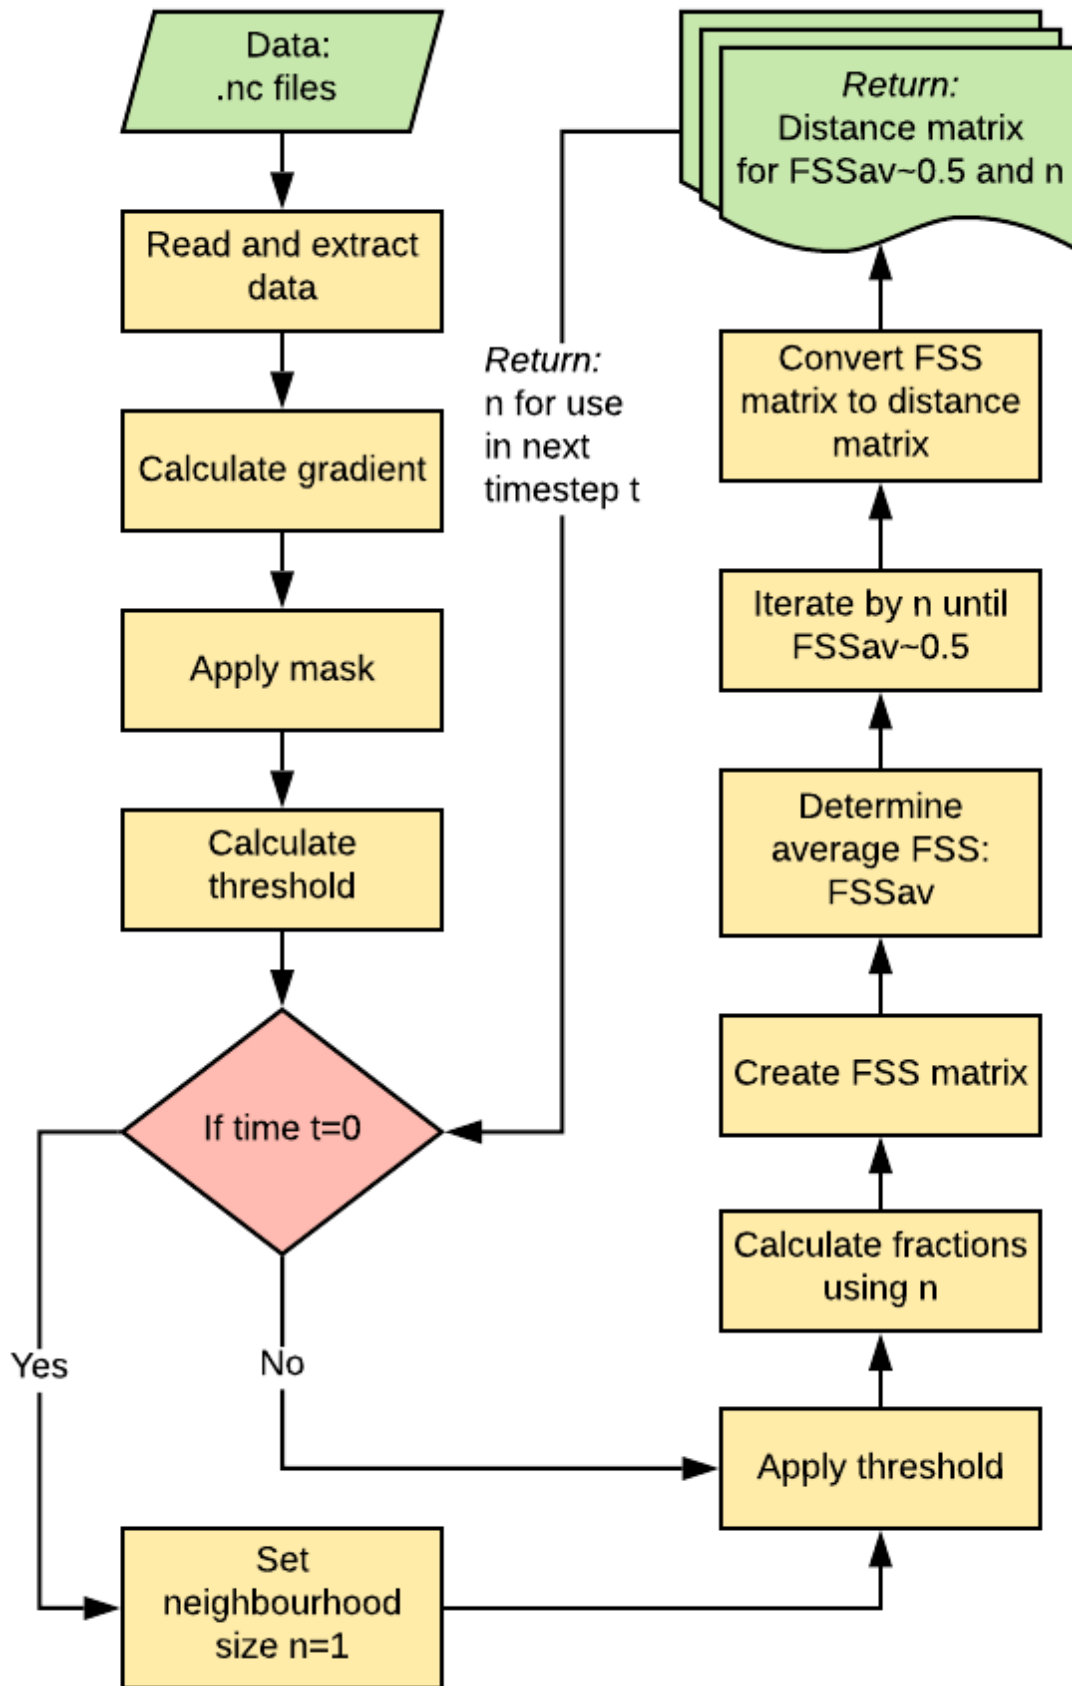 Data:
.nc files
Read and extract
data
Calculate gradient
Apply mask
Calculate
threshold
If time t=0
Yes
No
Set
neighbourhood
size n=1
Apply threshold
Calculate fractions
using n
Create FSS matrix
Determine
average FSS:
FSSav
Iterate by n until
FSSav~0.5
Convert FSS
matrix to distance
matrix
Return:
Distance matrix
for FSSav~0.5 and n
Return:
n for use
in next
timestep t